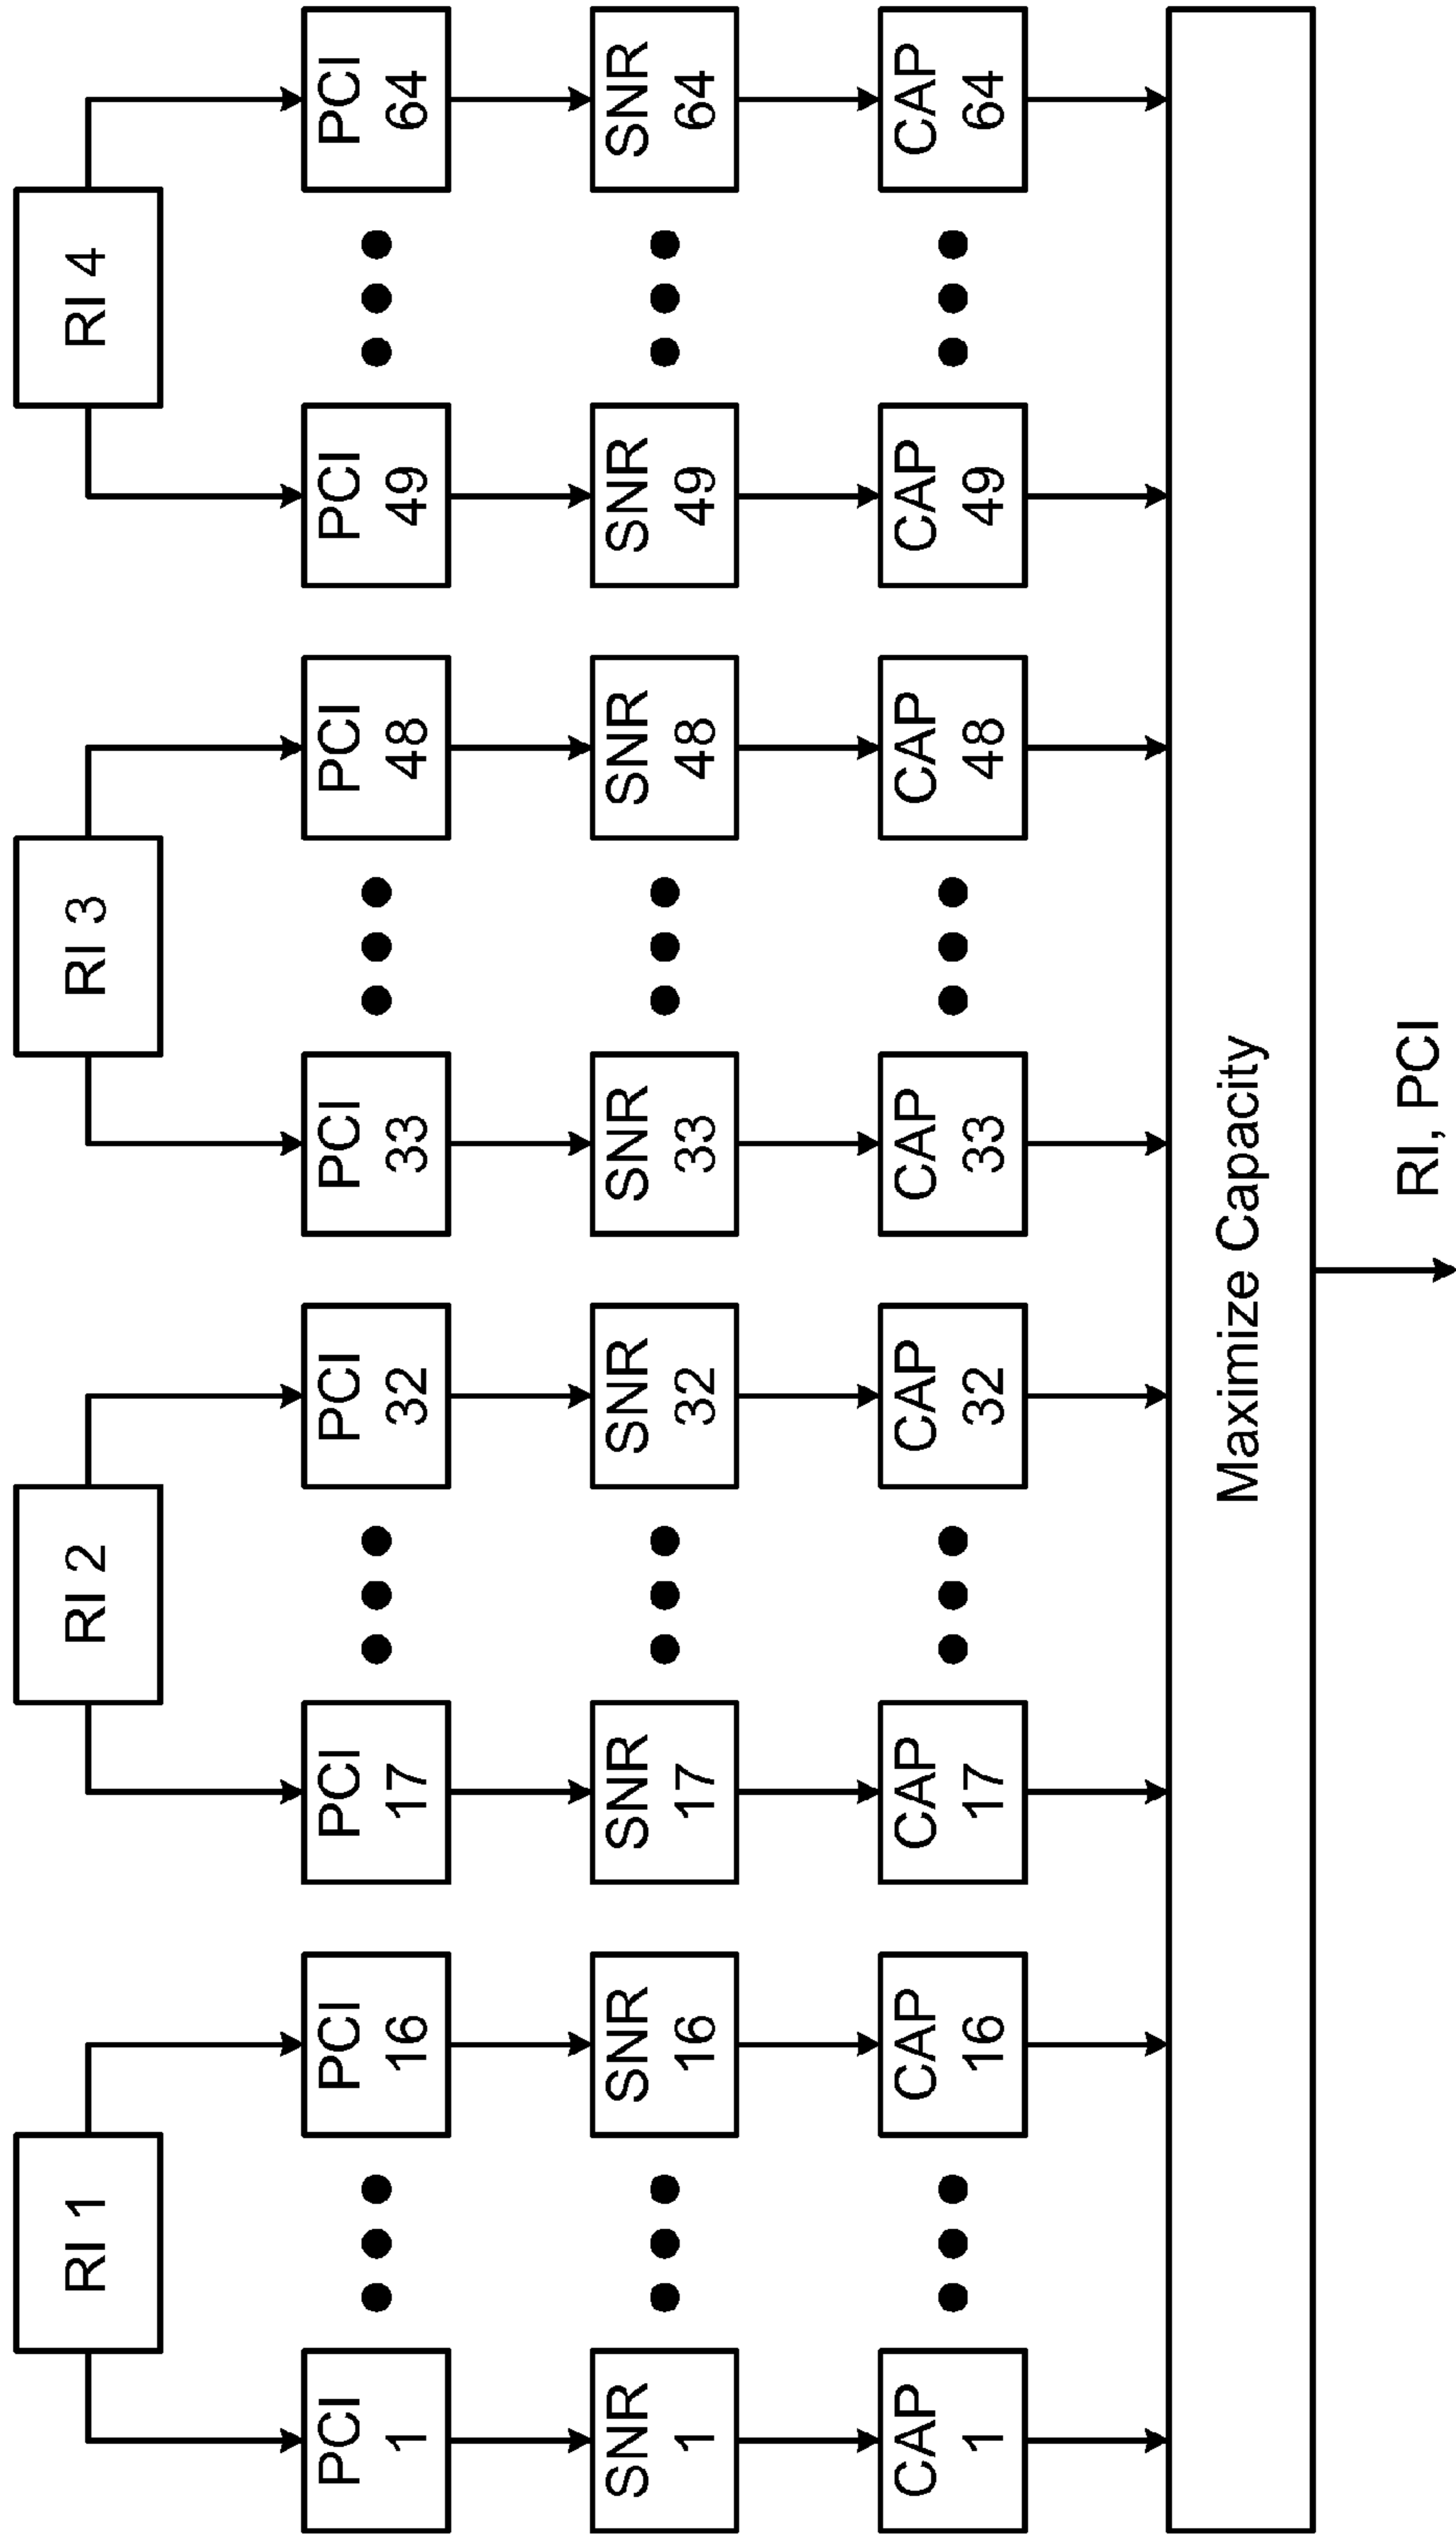 RI 1
RI 2
RI 3
RI 4
PCI
1
PCI
16
PCI
17
PCI
32
PCI
33
PCI
48
PCI
49
PCI
64
SNR
1
SNR
16
SNR
17
SNR
32
SNR
33
SNR
48
SNR
49
SNR
64
CAP
1
CAP
16
CAP
17
CAP
32
CAP
33
CAP
48
CAP
49
CAP
64
Maximize Capacity
RI, PCI